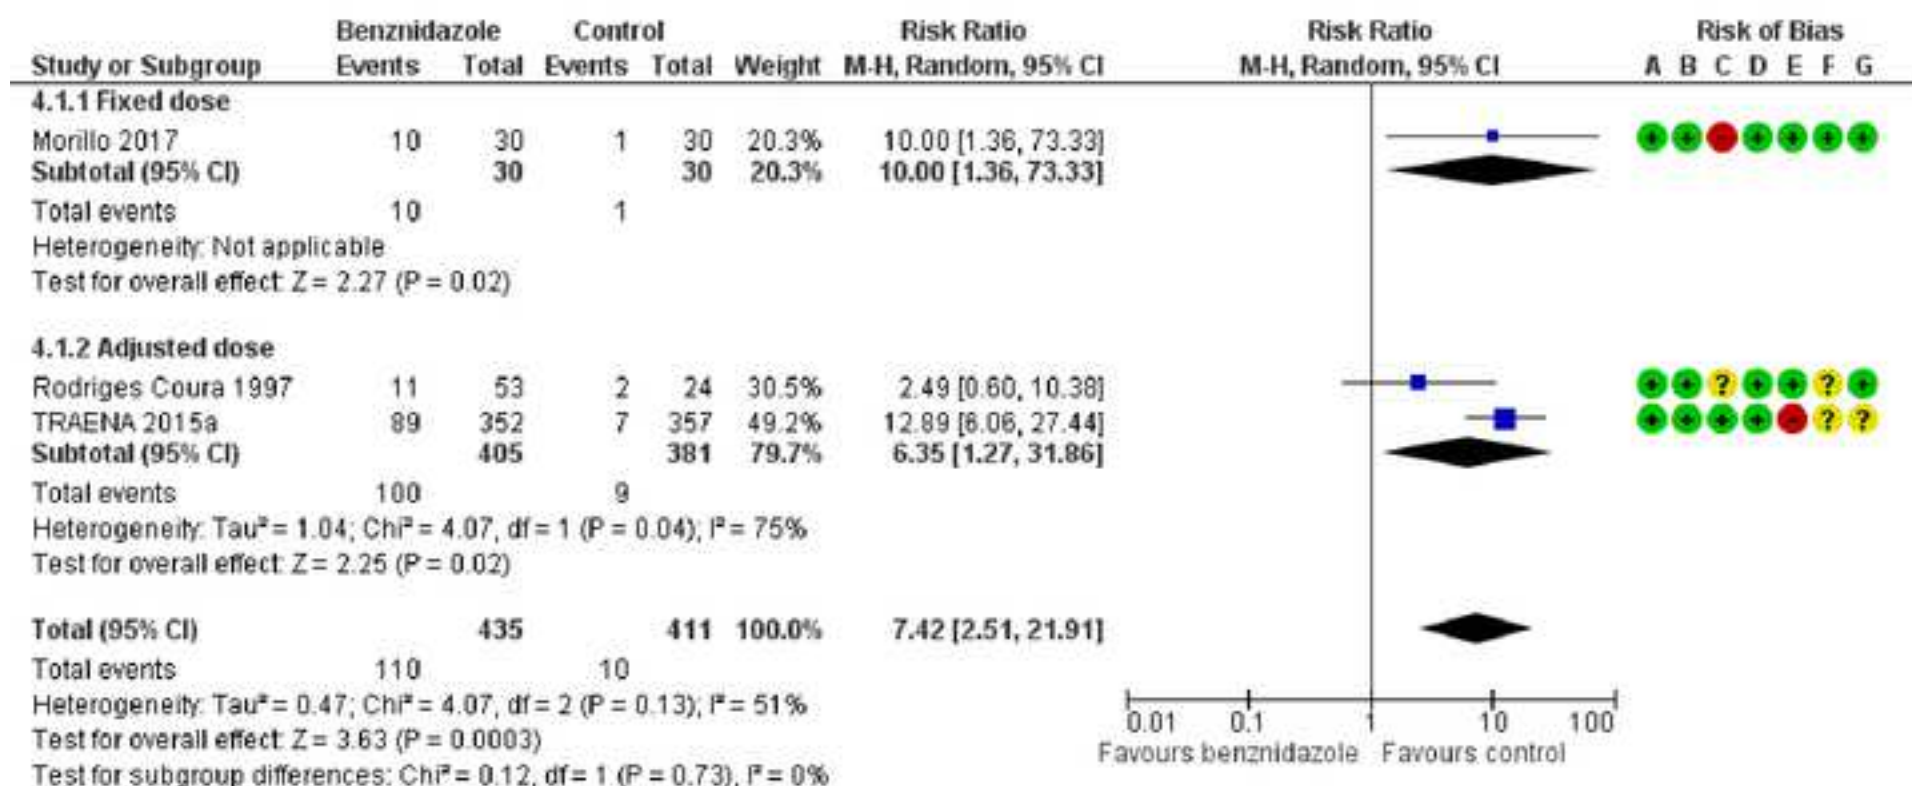 Benznidazole Control Risk Ratio Risk Ratio Risk of Bias
Study or Subgroup Events Total Events Total Weight M-H, Random, 95% CI M-H, Random, 95% CI A B C D E F G
4.1.1 Fixed dose
Morillo 2017 10 30 1 30 20.3% 10.00 [1.36, 73.33] + + - + + + +
Subtotal (95% CI) 30 30 20.3% 10.00 [1.36, 73.33]
Total events 10 1
Heterogeneity: Not applicable
Test for overall effect: Z = 2.27 (P = 0.02)
4.1.2 Adjusted dose
Rodriges Coura 1997 11 53 2 24 30.5% 2.49 [0.60, 10.38] + + ? + + ? +
TRAENA 2015a 89 352 7 357 49.2% 12.89 [6.06, 27.44] + + + + - ? ?
Subtotal (95% CI) 405 381 79.7% 6.35 [1.27, 31.86]
Total events 100 9
Heterogeneity: Tau² = 1.04; Chi² = 4.07, df = 1 (P = 0.04); I² = 75%
Test for overall effect: Z = 2.25 (P = 0.02)
Total (95% CI) 435 411 100.0% 7.42 [2.51, 21.91]
Total events 110 10
Heterogeneity: Tau² = 0.47; Chi² = 4.07, df = 2 (P = 0.13); I² = 51%
Test for overall effect: Z = 3.63 (P = 0.0003)
Test for subgroup differences: Chi² = 0.12, df = 1 (P = 0.73), I² = 0%
0.01 0.1 1 10 100
Favours benznidazole Favours control